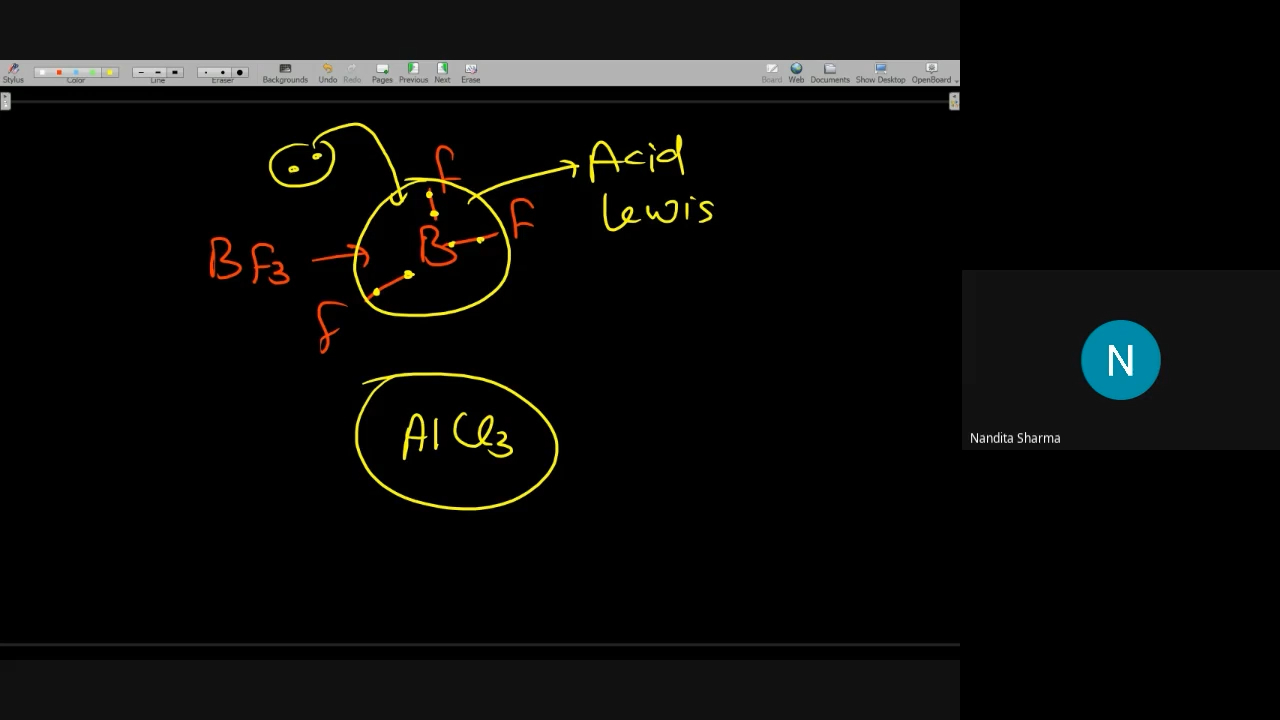 Stylus
Color
Line
Eraser
Backgrounds
Undo
Redo
Pages
Previous
Next
Erase
Board
Web
Documents
Show Desktop
OpenBoard
F
Acid
Lewis
F
B
BF3
F
AlCl3
N
Nandita Sharma